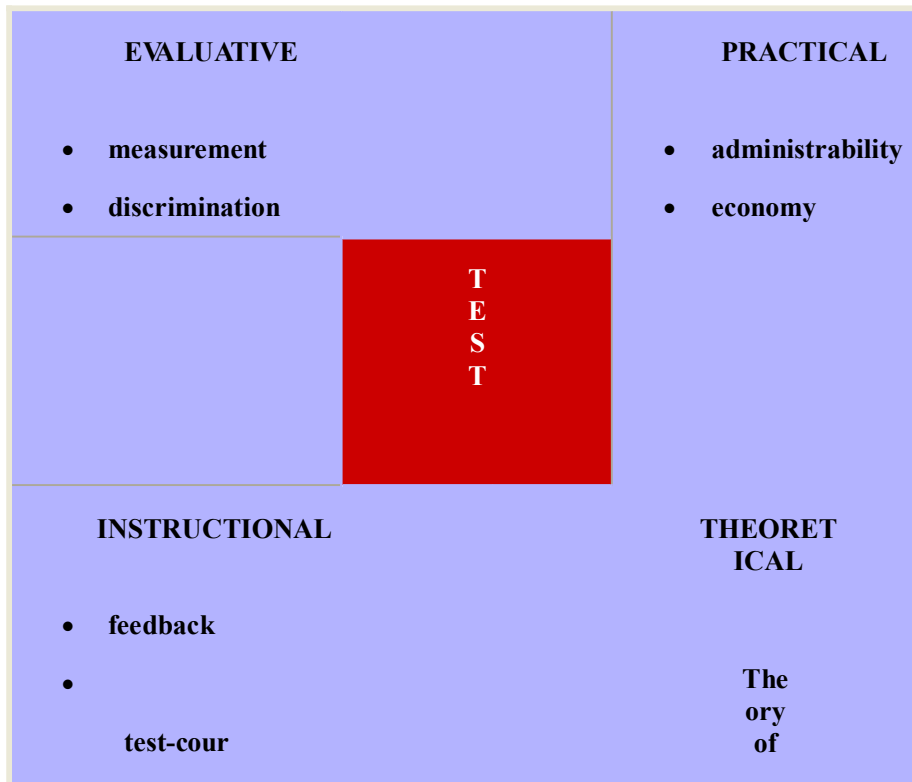 EVALUATIVE
• measurement
• discrimination
PRACTICAL
• administrability
• economy
T
E
S
T
INSTRUCTIONAL
• feedback
•
test-cour
THEORET
ICAL
The
ory
of